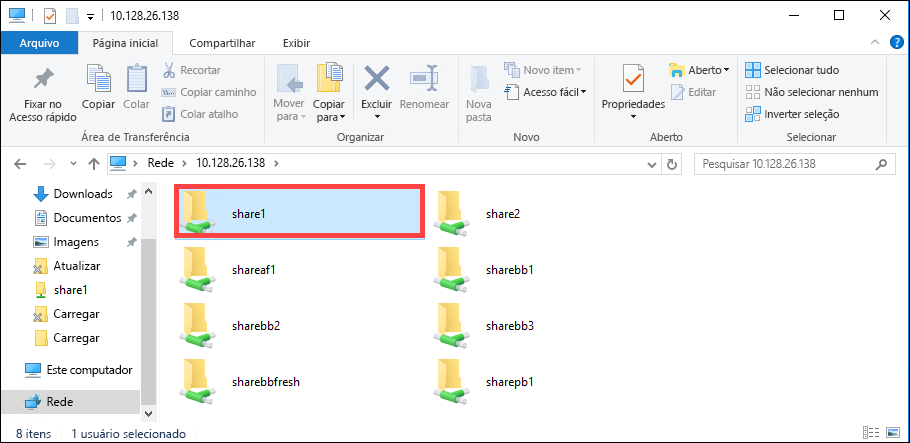 10.128.26.138
Arquivo Página inicial Compartilhar Exibir
Fixar no Acesso rápido
Copiar
Colar
Recortar
Copiar caminho
Colar atalho
Área de Transferência
Mover para
Copiar para
Excluir
Renomear
Organizar
Nova pasta
Novo item
Acesso fácil
Novo
Propriedades
Aberto
Editar
Aberto
Selecionar tudo
Não selecionar nenhum
Inverter seleção
Selecionar
Rede > 10.128.26.138 >
Pesquisar 10.128.26.138
Downloads
Documentos
Imagens
Atualizar
share1
Carregar
Carregar
Este computador
Rede
share1 share2
shareaf1 sharebb1
sharebb2 sharebb3
sharebbfresh sharepb1
8 itens 1 usuário selecionado